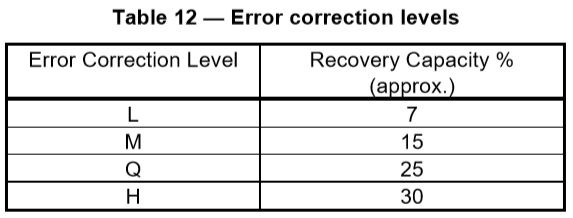 Table 12 — Error correction levels
Error Correction Level Recovery Capacity %
(approx.)
L 7
M 15
Q 25
H 30